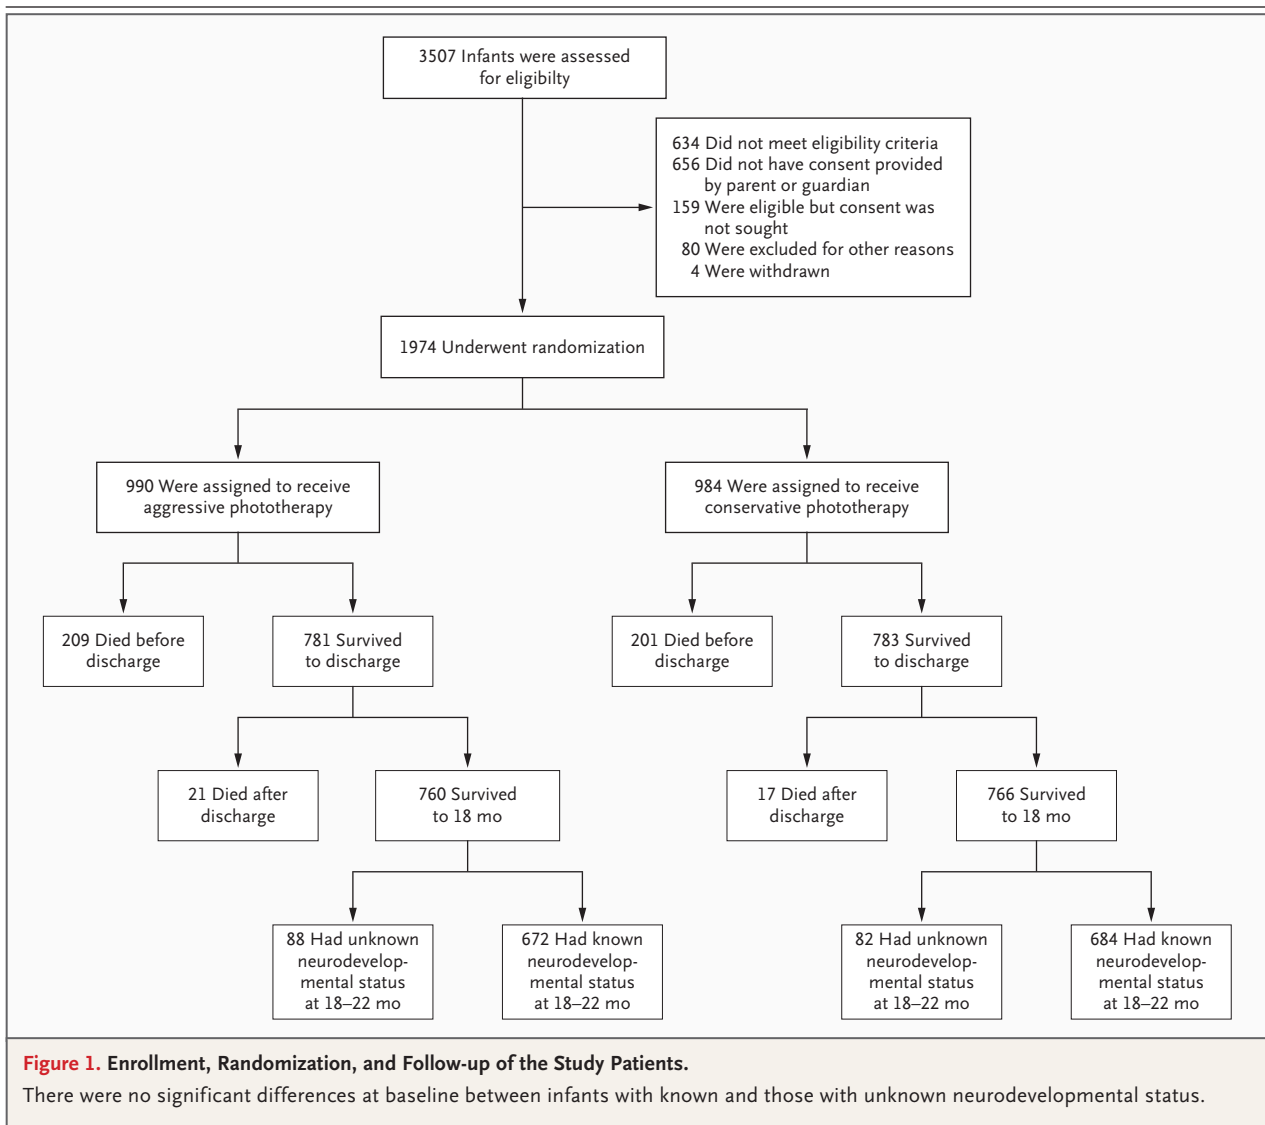 3507 Infants were assessed
for eligibilty
634 Did not meet eligibility criteria
656 Did not have consent provided
by parent or guardian
159 Were eligible but consent was
not sought
80 Were excluded for other reasons
4 Were withdrawn
1974 Underwent randomization
990 Were assigned to receive
aggressive phototherapy
984 Were assigned to receive
conservative phototherapy
209 Died before
discharge
781 Survived
to discharge
201 Died before
discharge
783 Survived
to discharge
21 Died after
discharge
760 Survived
to 18 mo
17 Died after
discharge
766 Survived
to 18 mo
88 Had unknown
neurodevelop-
mental status
at 18–22 mo
672 Had known
neurodevelop-
mental status
at 18–22 mo
82 Had unknown
neurodevelop-
mental status
at 18–22 mo
684 Had known
neurodevelop-
mental status
at 18–22 mo
Figure 1. Enrollment, Randomization, and Follow-up of the Study Patients.
There were no significant differences at baseline between infants with known and those with unknown neurodevelopmental status.